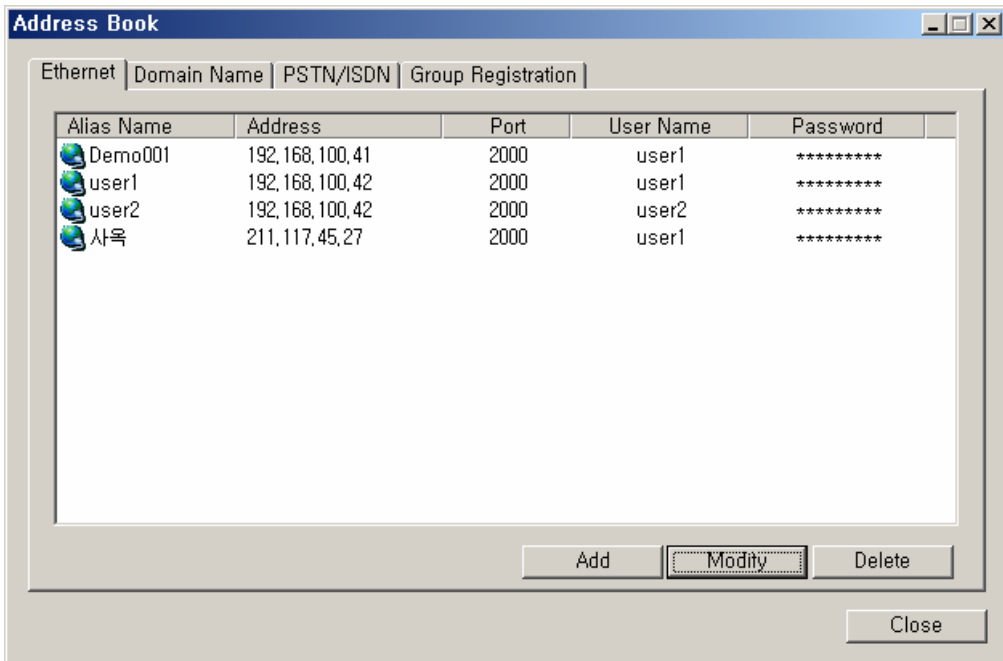 Address Book
Ethernet Domain Name PSTN/ISDN Group Registration
Alias Name Address Port User Name Password
Demo001 192,168,100,41 2000 user1 *********
user1 192,168,100,42 2000 user1 *********
user2 192,168,100,42 2000 user2 *********
사옥 211,117,45,27 2000 user1 *********
Add Modify Delete
Close